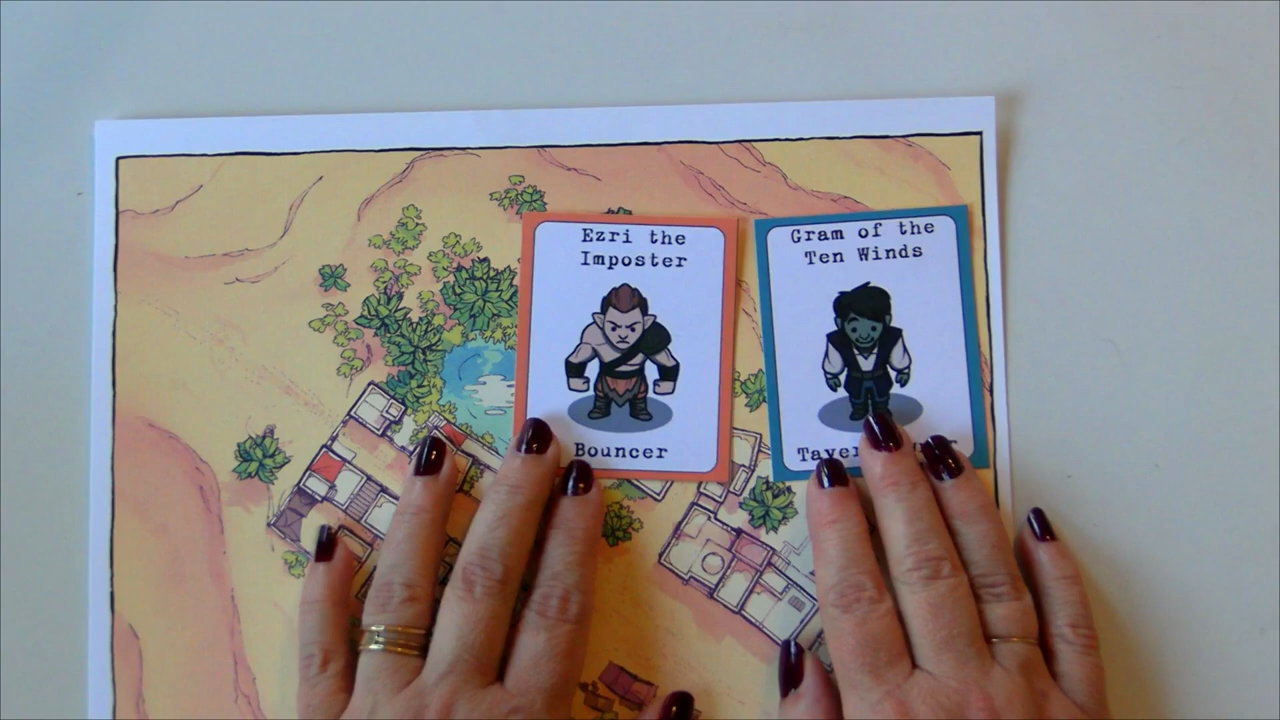 Ezri the
Imposter
Bouncer
Gram of the
Ten Winds